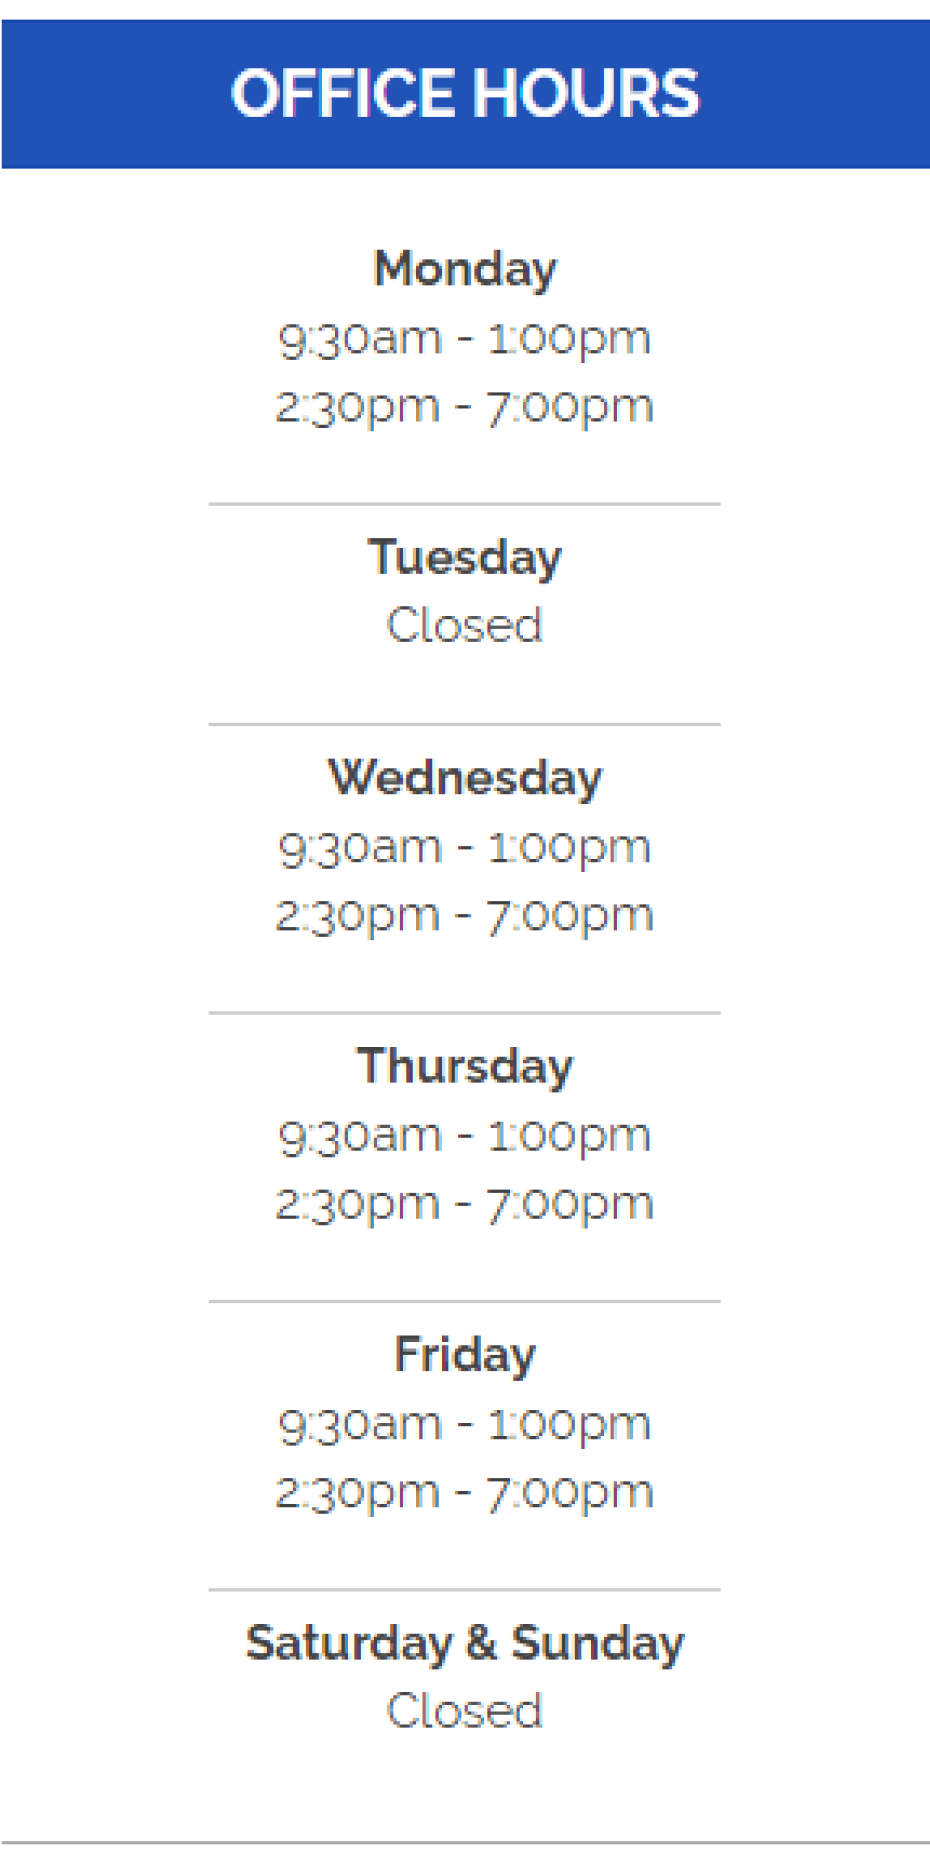 OFFICE HOURS
Monday
9:30am - 1:00pm
2:30pm - 7:00pm
Tuesday
Closed
Wednesday
9:30am - 1:00pm
2:30pm - 7:00pm
Thursday
9:30am - 1:00pm
2:30pm - 7:00pm
Friday
9:30am - 1:00pm
2:30pm - 7:00pm
Saturday & Sunday
Closed